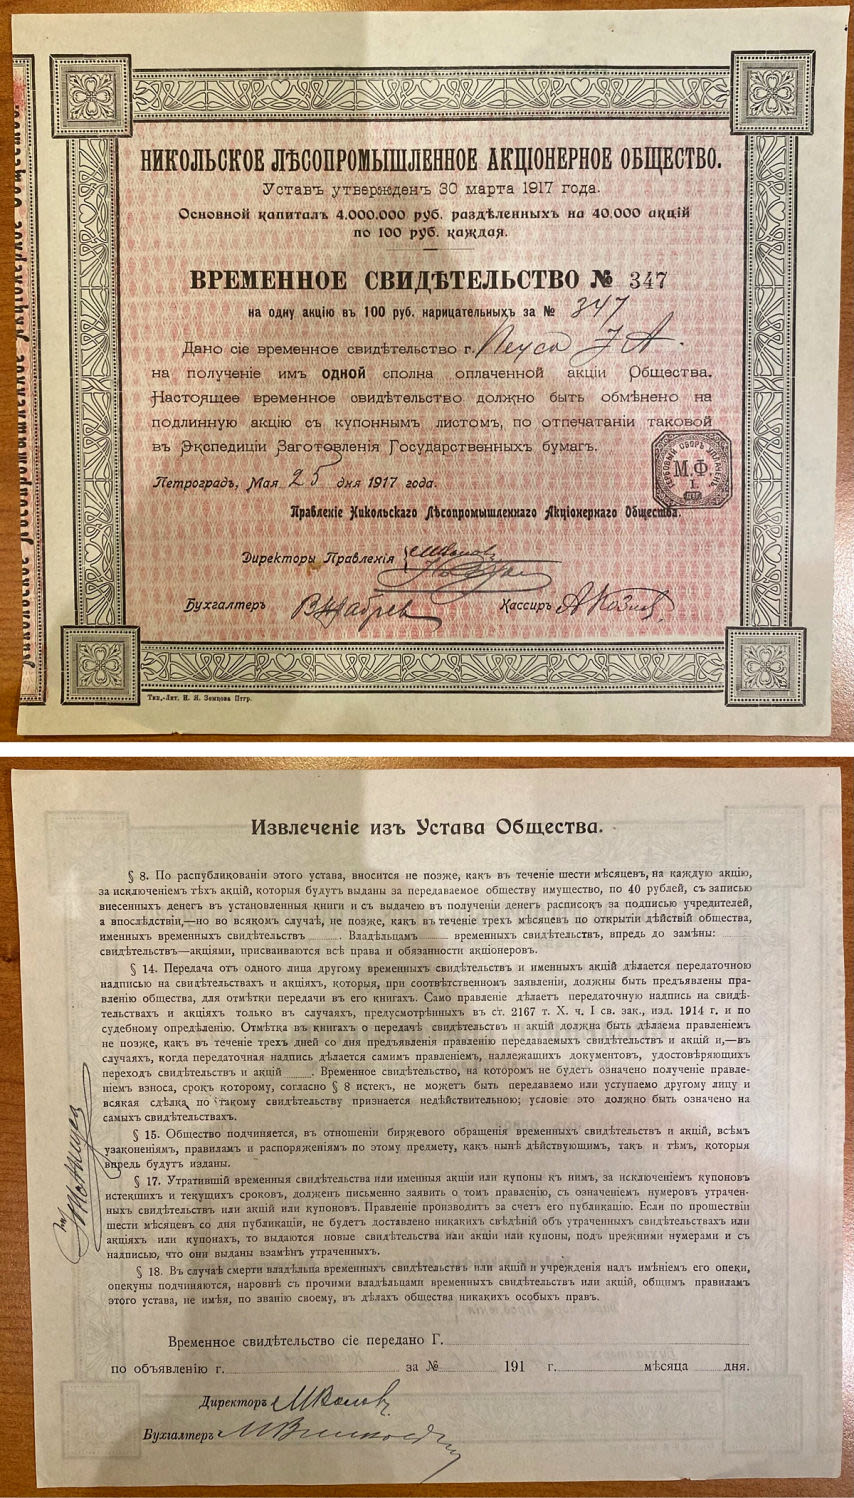 Никольское Лѣсопромышленное Акціонерное Общество.
НИКОЛЬСКОЕ ЛѢСОПРОМЫШЛЕННОЕ АКЦІОНЕРНОЕ ОБЩЕСТВО.
Уставъ утвержденъ 30 марта 1917 года.
Основной капиталъ 4.000.000 руб. раздѣленныхъ на 40.000 акцій
по 100 руб. каждая.
ВРЕМЕННОЕ СВИДѢТЕЛЬСТВО № 347
на одну акцію въ 100 руб. нарицательныхъ за № 347
Дано сіе временное свидѣтельство г.
на полученіе имъ ОДНОЙ сполна оплаченной акціи Общества.
Настоящее временное свидѣтельство должно быть обмѣнено на
подлинную акцію съ купоннымъ листомъ, по отпечатаніи таковой
въ Экспедиціи Заготовленія Государственныхъ бумагъ.
ГЕРБОВЫЙ СБОРЪ УПЛАЧЕНЪ
М.Ф.
1.
Петроградъ, Мая 25 дня 1917 года.
Правленіе Никольскаго Лѣсопромышленнаго Акціонернаго Общества.
Директоры Правленія
Бухгалтеръ
Кассиръ
Тип.-Лит. И. Я. Земцова Птгр.
Извлеченіе изъ Устава Общества.
§ 8. По распубликованіи этого устава, вносится не позже, какъ въ теченіе шести мѣсяцевъ, на каждую акцію,
за исключеніемъ тѣхъ акцій, которыя будутъ выданы за передаваемое обществу имущество, по 40 рублей, съ записью
внесенныхъ денегъ въ установленныя книги и съ выдачею въ полученіи денегъ расписокъ за подписью учредителей,
а впослѣдствіи,—но во всякомъ случаѣ, не позже, какъ въ теченіе трехъ мѣсяцевъ по открытіи дѣйствій общества,
именныхъ временныхъ свидѣтельствъ ........ Владѣльцамъ ........ временныхъ свидѣтельствъ, впредь до замѣны: ........
свидѣтельствъ—акціями, присваиваются всѣ права и обязанности акціонеровъ.
§ 14. Передача отъ одного лица другому временныхъ свидѣтельствъ и именныхъ акцій дѣлается передаточною
надписью на свидѣтельствахъ и акціяхъ, которыя, при соотвѣтственномъ заявленіи, должны быть предъявлены пра-
вленію общества, для отмѣтки передачи въ его книгахъ. Само правленіе дѣлаетъ передаточную надпись на свидѣ-
тельствахъ и акціяхъ только въ случаяхъ, предусмотрѣнныхъ въ ст. 2167 т. X. ч. I св. зак., изд. 1914 г. и по
судебному опредѣленію. Отмѣтка въ книгахъ о передачѣ свидѣтельствъ и акцій должна быть дѣлаема правленіемъ
не позже, какъ въ теченіе трехъ дней со дня предъявленія правленію передаваемыхъ свидѣтельствъ и акцій и,—въ
случаяхъ, когда передаточная надпись дѣлается самимъ правленіемъ, надлежащихъ документовъ, удостовѣряющихъ
переходъ свидѣтельствъ и акцій ........ Временное свидѣтельство, на которомъ не будетъ означено полученіе правле-
ніемъ взноса, срокъ которому, согласно § 8 истекъ, не можетъ быть передаваемо или уступаемо другому лицу и
всякая сдѣлка по такому свидѣтельству признается недѣйствительною; условіе это должно быть означено на
самыхъ свидѣтельствахъ.
§ 15. Общество подчиняется, въ отношеніи биржевого обращенія временныхъ свидѣтельствъ и акцій, всѣмъ
узаконеніямъ, правиламъ и распоряженіямъ по этому предмету, какъ нынѣ дѣйствующимъ, такъ и тѣмъ, которыя
впредь будутъ изданы.
§ 17. Утратившій временныя свидѣтельства или именныя акціи или купоны къ нимъ, за исключеніемъ купоновъ
истекшихъ и текущихъ сроковъ, долженъ письменно заявить о томъ правленію, съ означеніемъ нумеровъ утрачен-
ныхъ свидѣтельствъ или акцій или купоновъ. Правленіе производитъ за счетъ его публикацію. Если по прошествіи
шести мѣсяцевъ со дня публикаціи, не будетъ доставлено никакихъ свѣдѣній объ утраченныхъ свидѣтельствахъ или
акціяхъ или купонахъ, то выдаются новые свидѣтельства или акціи или купоны, подъ прежними нумерами и съ
надписью, что они выданы взамѣнъ утраченныхъ.
§ 18. Въ случаѣ смерти владѣльца временныхъ свидѣтельствъ или акцій и учрежденія надъ имѣніемъ его опеки,
опекуны подчиняются, наровнѣ съ прочими владѣльцами временныхъ свидѣтельствъ или акцій, общимъ правиламъ
этого устава, не имѣя, по званію своему, въ дѣлахъ общества никакихъ особыхъ правъ.
Временное свидѣтельство сіе передано Г.
по объявленію г. ........ за № ........ 191 г. ........ мѣсяца ........ дня.
Директоръ
Бухгалтеръ